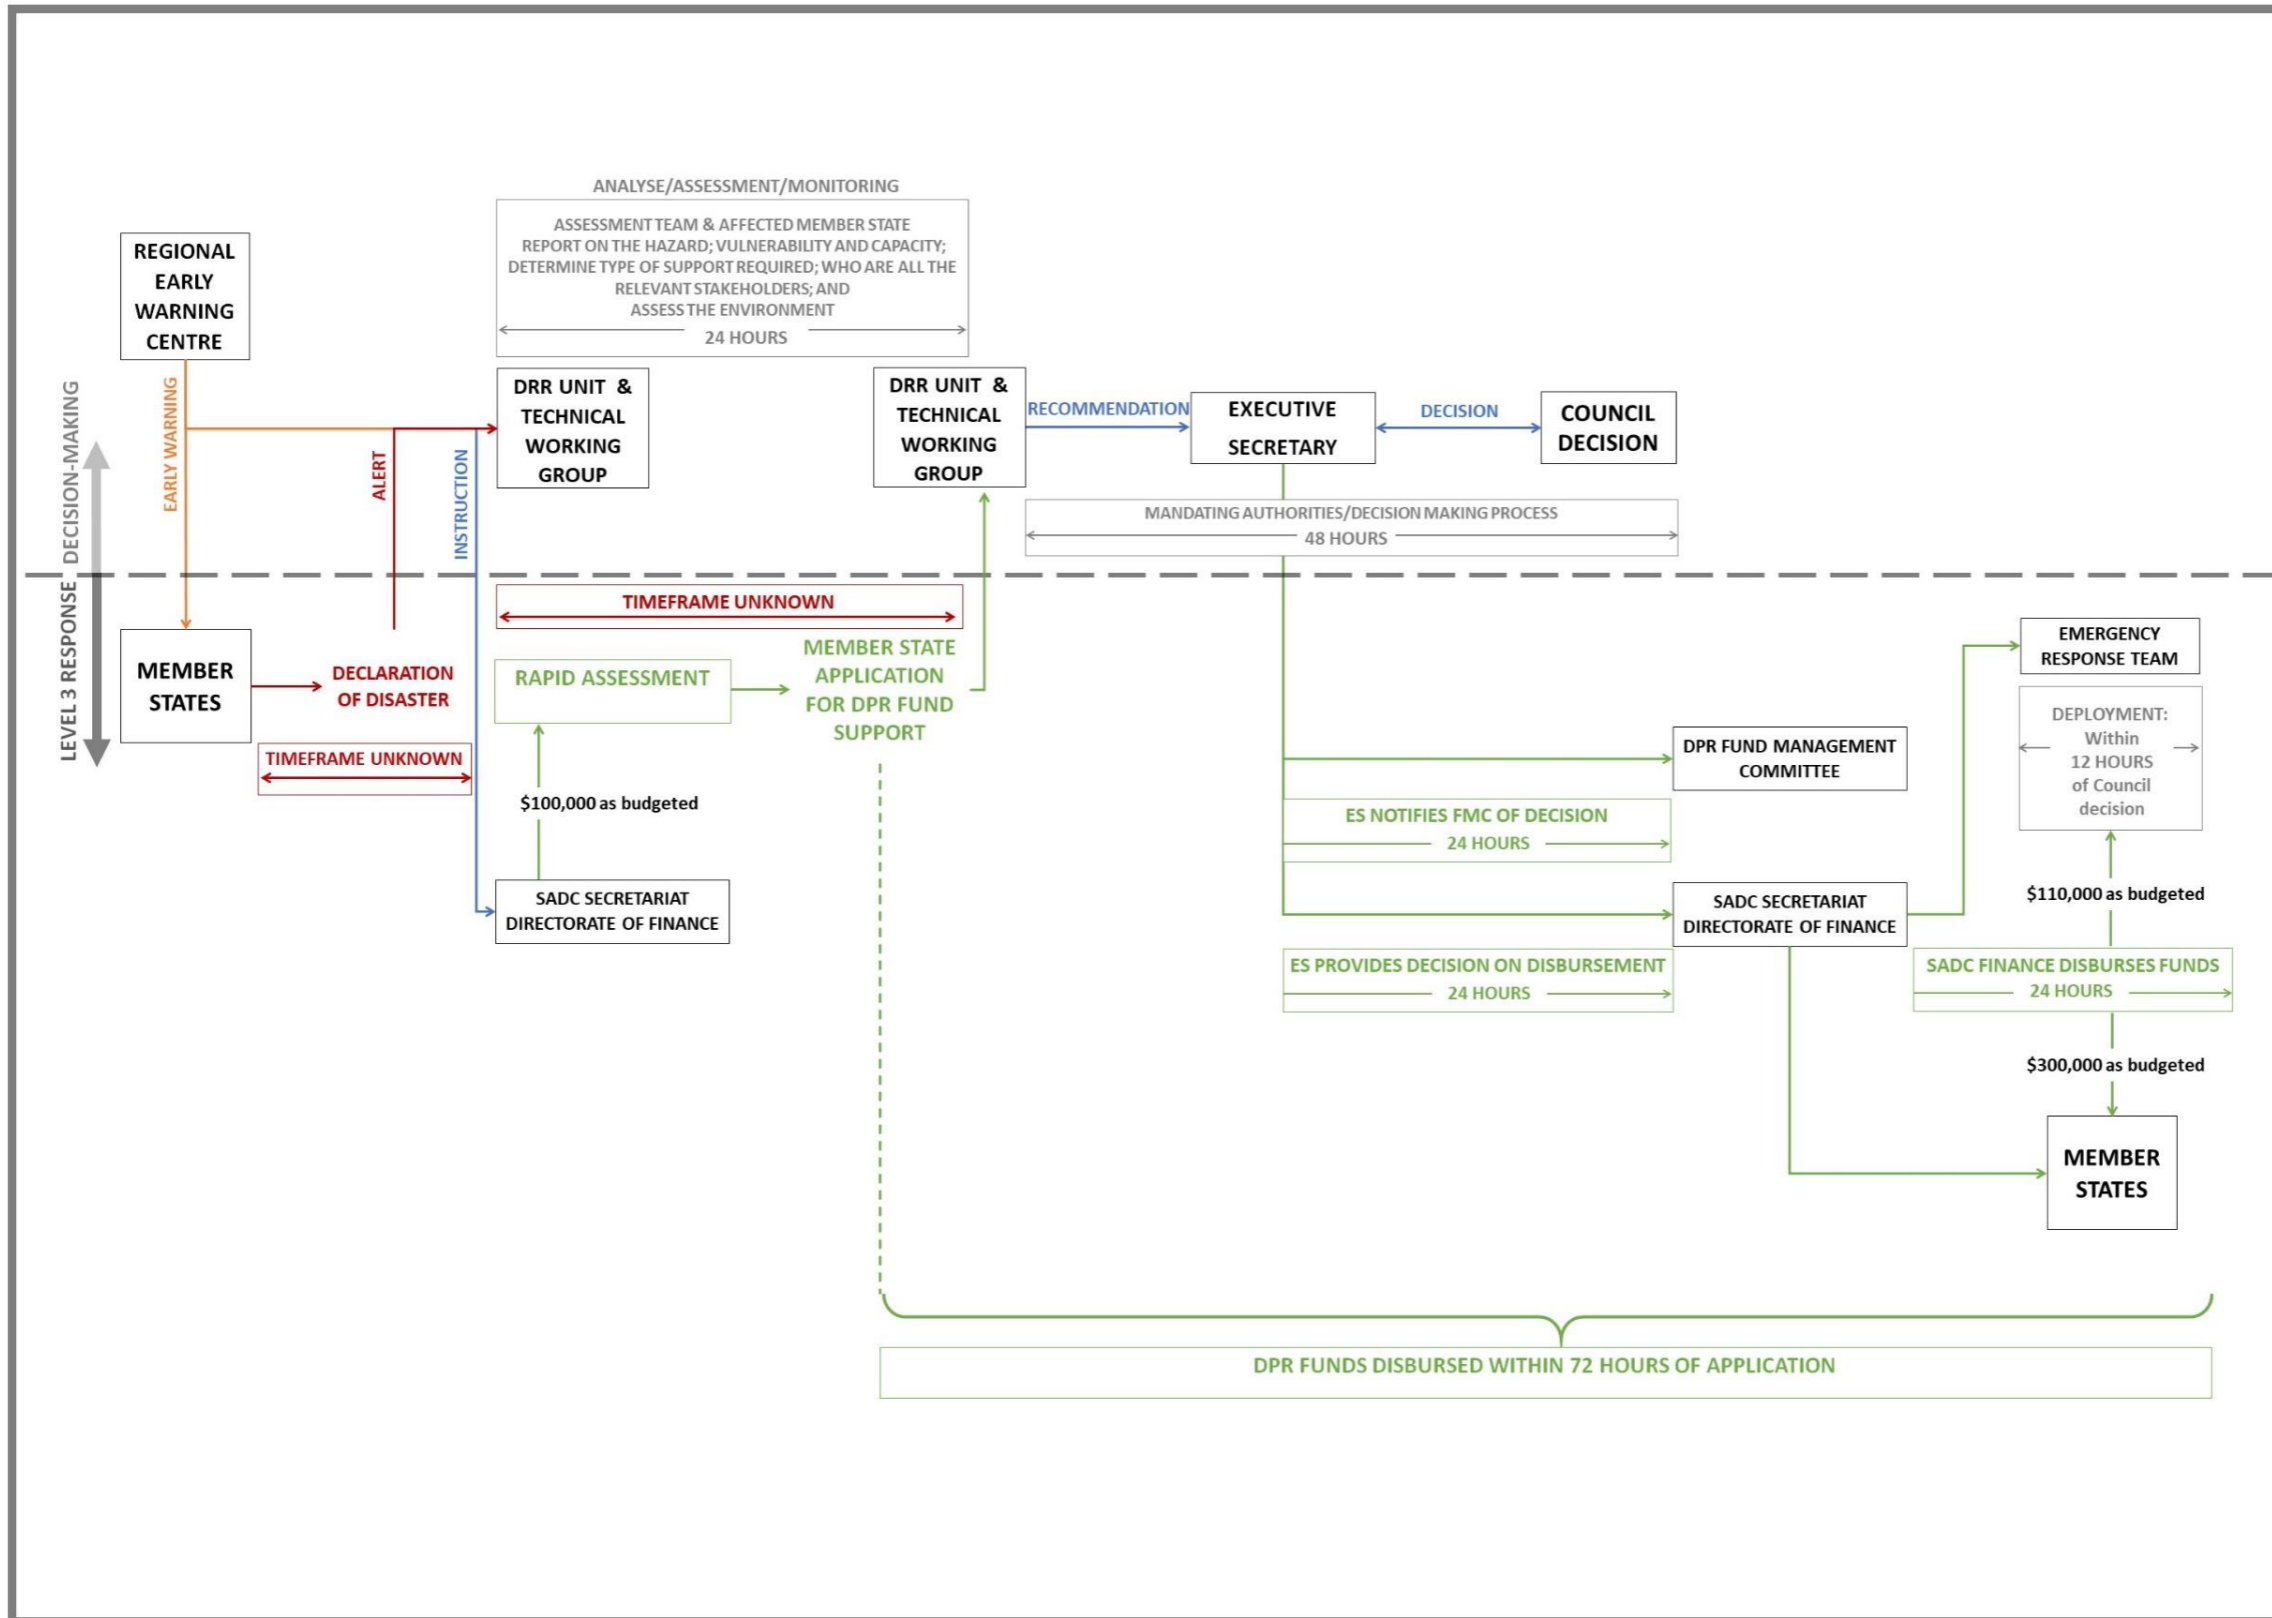 ANALYSE/ASSESSMENT/MONITORING
ASSESSMENT TEAM & AFFECTED MEMBER STATE
REPORT ON THE HAZARD; VULNERABILITY AND CAPACITY;
DETERMINE TYPE OF SUPPORT REQUIRED; WHO ARE ALL THE
RELEVANT STAKEHOLDERS; AND
ASSESS THE ENVIRONMENT
24 HOURS
REGIONAL
EARLY
WARNING
CENTRE
DECISION-MAKING
LEVEL 3 RESPONSE
EARLY WARNING
ALERT
INSTRUCTION
DRR UNIT &
TECHNICAL
WORKING
GROUP
DRR UNIT &
TECHNICAL
WORKING
GROUP
RECOMMENDATION
EXECUTIVE
SECRETARY
DECISION
COUNCIL
DECISION
MANDATING AUTHORITIES/DECISION MAKING PROCESS
48 HOURS
MEMBER
STATES
DECLARATION
OF DISASTER
TIMEFRAME UNKNOWN
TIMEFRAME UNKNOWN
RAPID ASSESSMENT
MEMBER STATE
APPLICATION
FOR DPR FUND
SUPPORT
$100,000 as budgeted
SADC SECRETARIAT
DIRECTORATE OF FINANCE
EMERGENCY
RESPONSE TEAM
DEPLOYMENT:
Within
12 HOURS
of Council
decision
DPR FUND MANAGEMENT
COMMITTEE
ES NOTIFIES FMC OF DECISION
24 HOURS
SADC SECRETARIAT
DIRECTORATE OF FINANCE
ES PROVIDES DECISION ON DISBURSEMENT
24 HOURS
$110,000 as budgeted
SADC FINANCE DISBURSES FUNDS
24 HOURS
$300,000 as budgeted
MEMBER
STATES
DPR FUNDS DISBURSED WITHIN 72 HOURS OF APPLICATION